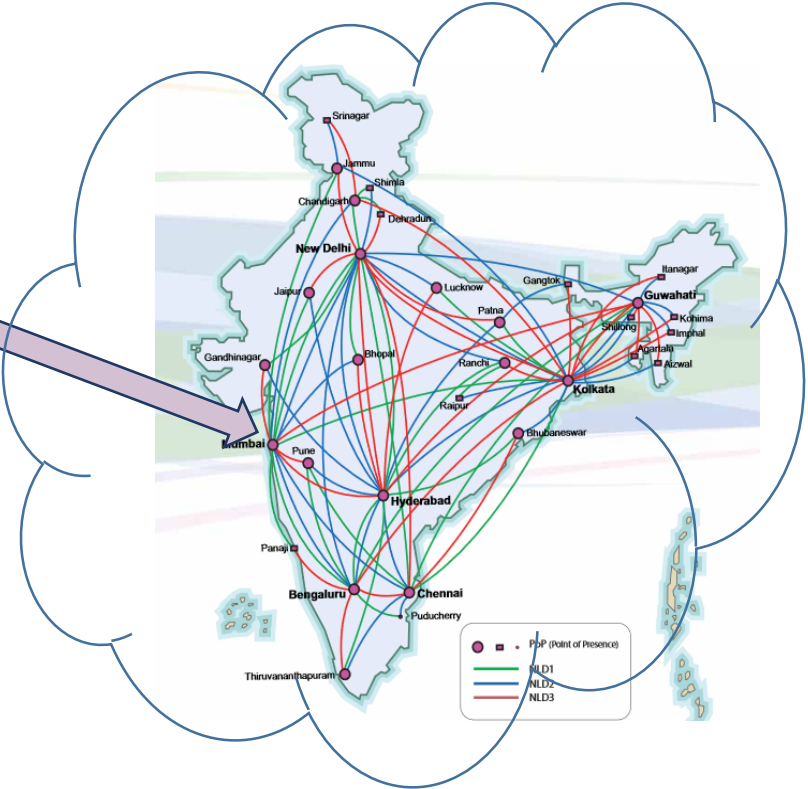 Srinagar
Jammu
Shimla
Chandigarh
Dehradun
New Delhi
Itanagar
Gangtok
Jaipur
Lucknow
Guwahati
Patna
Kohima
Shillong
Imphal
Agartala
Gandhinagar
Bhopal
Ranchi
Aizwal
Kolkata
Raipur
Bhubaneswar
Mumbai
Pune
Hyderabad
Panaji
Bengaluru
Chennai
Puducherry
PoP (Point of Presence)
NLD1
Thiruvananthapuram
NLD2
NLD3